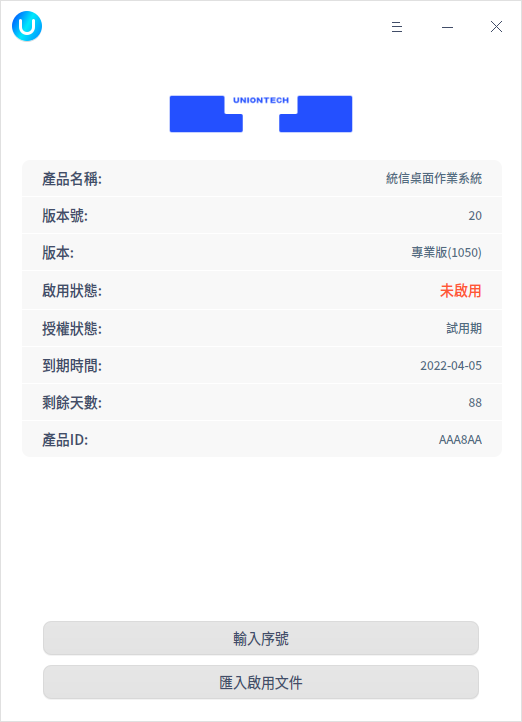 UNIONTECH
產品名稱: 統信桌面作業系統
版本號: 20
版本: 專業版(1050)
啟用狀態: 未啟用
授權狀態: 試用期
到期時間: 2022-04-05
剩餘天數: 88
產品ID: AAA8AA
輸入序號
匯入啟用文件